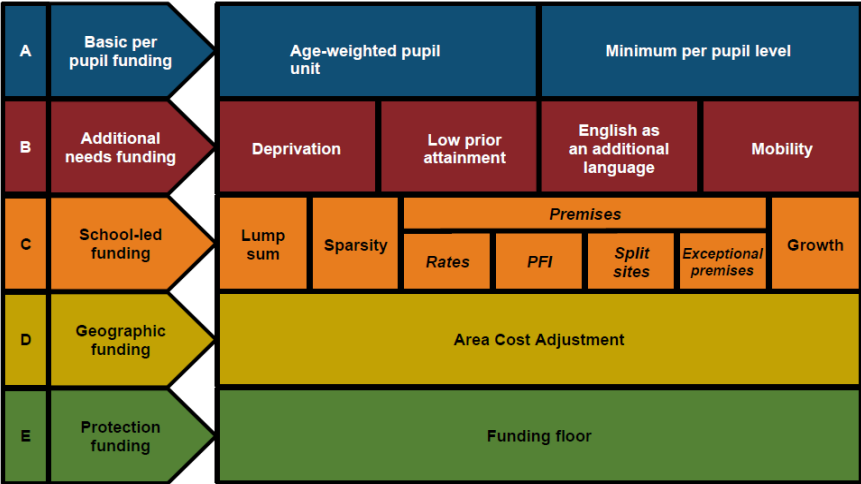 A
Basic per
pupil funding
Age-weighted pupil
unit
Minimum per pupil level
B
Additional
needs funding
Deprivation
Low prior
attainment
English as
an additional
language
Mobility
C
School-led
funding
Lump
sum
Sparsity
Premises
Rates
PFI
Split
sites
Exceptional
premises
Growth
D
Geographic
funding
Area Cost Adjustment
E
Protection
funding
Funding floor